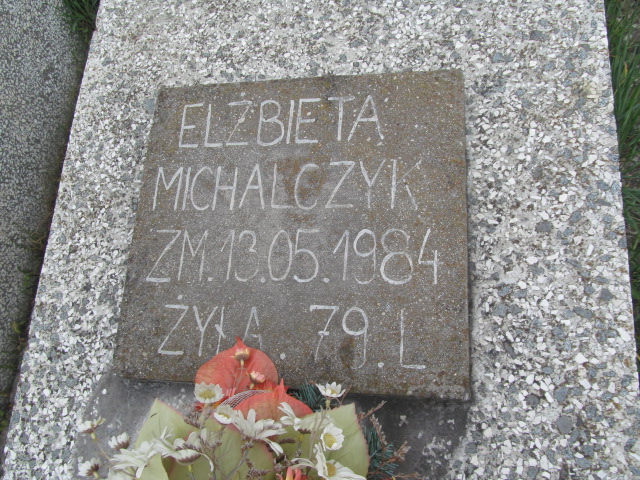 ELŻBIETA
MICHALCZYK
ZM. 13.05.1984
ŻYŁA. 79. L